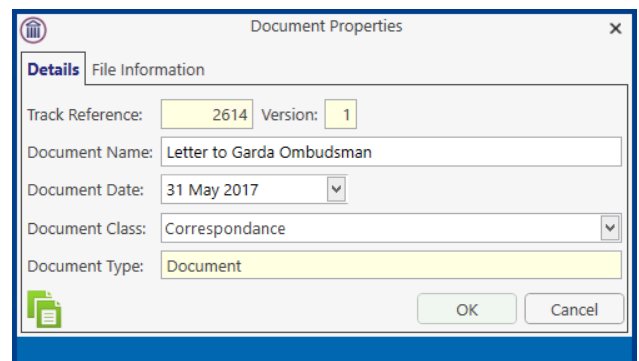 Document Properties
Details File Information
Track Reference: 2614 Version: 1
Document Name: Letter to Garda Ombudsman
Document Date: 31 May 2017
Document Class: Correspondance
Document Type: Document
OK Cancel